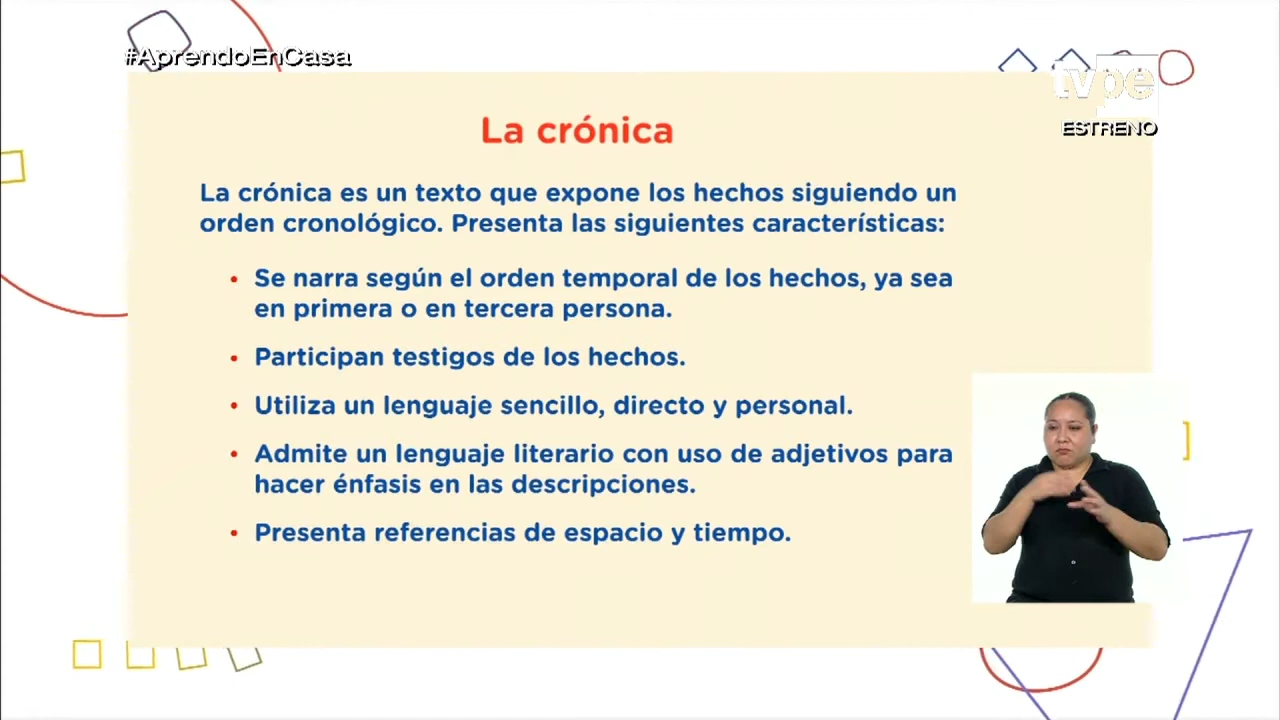 #AprendoEnCasa
tvpe
ESTRENO
La crónica
La crónica es un texto que expone los hechos siguiendo un
orden cronológico. Presenta las siguientes características:
• Se narra según el orden temporal de los hechos, ya sea
en primera o en tercera persona.
• Participan testigos de los hechos.
• Utiliza un lenguaje sencillo, directo y personal.
• Admite un lenguaje literario con uso de adjetivos para
hacer énfasis en las descripciones.
• Presenta referencias de espacio y tiempo.